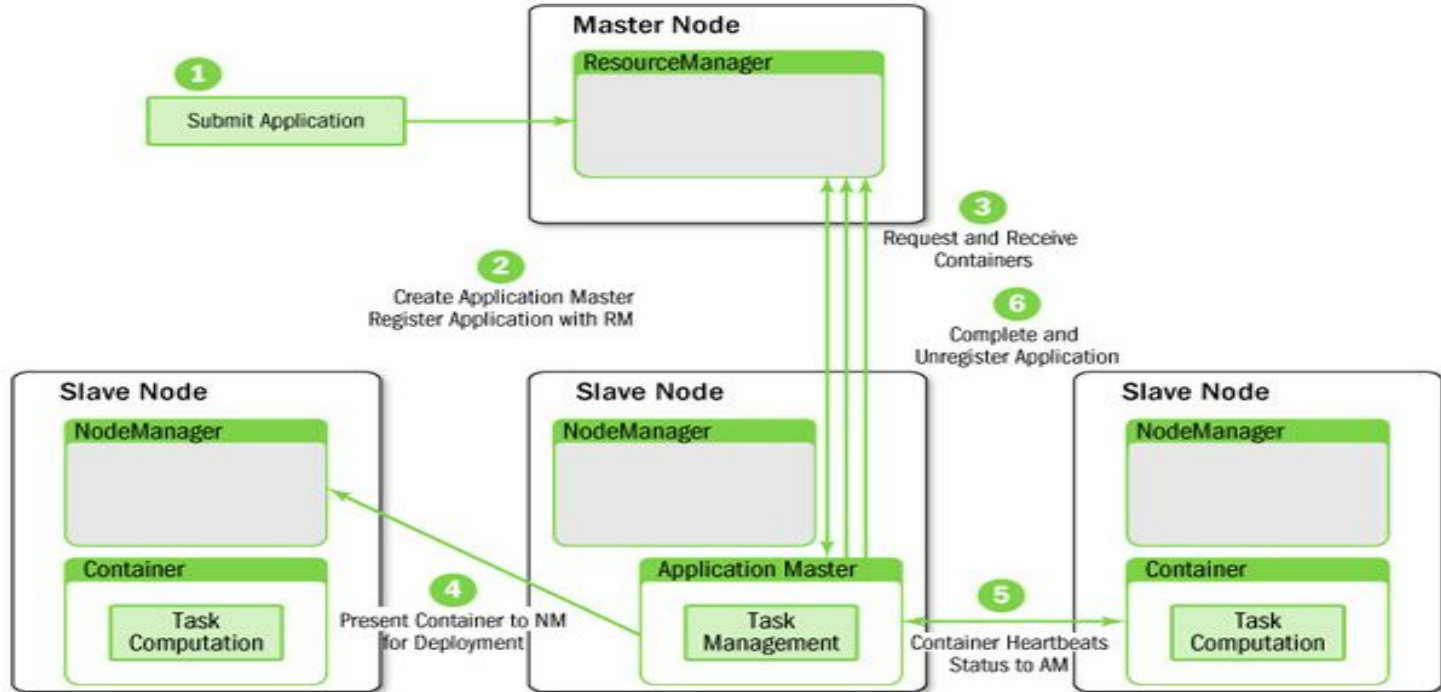 Master Node
ResourceManager
1
Submit Application
3
Request and Receive
Containers
2
Create Application Master
Register Application with RM
6
Complete and
Unregister Application
Slave Node
NodeManager
Container
Task
Computation
4
Present Container to NM
for Deployment
Slave Node
NodeManager
Application Master
Task
Management
5
Container Heartbeats
Status to AM
Slave Node
NodeManager
Container
Task
Computation